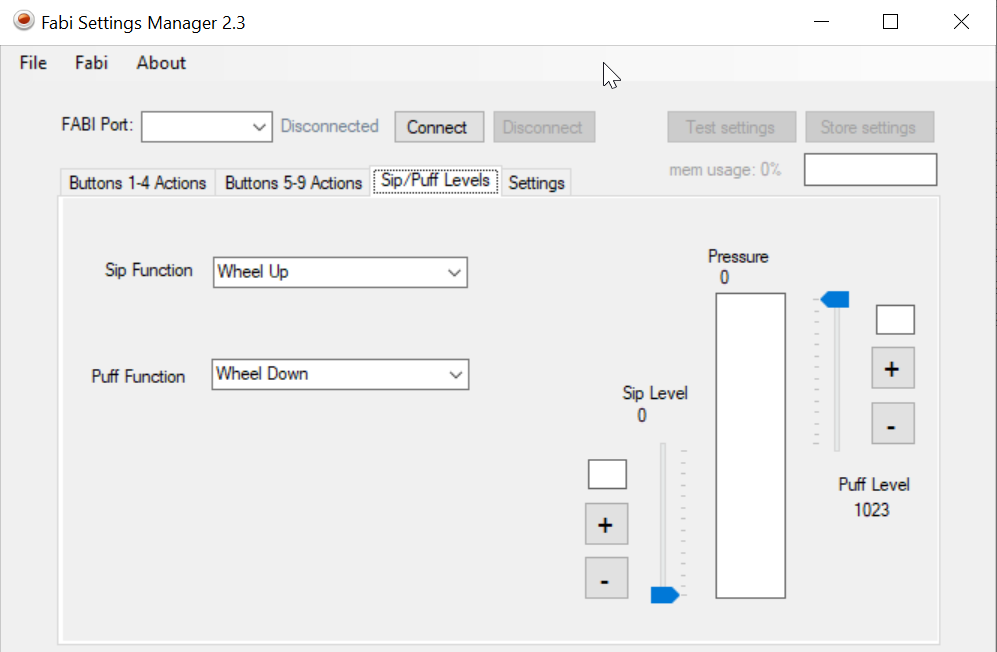 Fabi Settings Manager 2.3
File Fabi About
FABI Port: Disconnected Connect Disconnect Test settings Store settings
mem usage: 0%
Buttons 1-4 Actions Buttons 5-9 Actions Sip/Puff Levels Settings
Sip Function Wheel Up
Puff Function Wheel Down
Pressure
0
+
-
Sip Level
0
+
-
Puff Level
1023